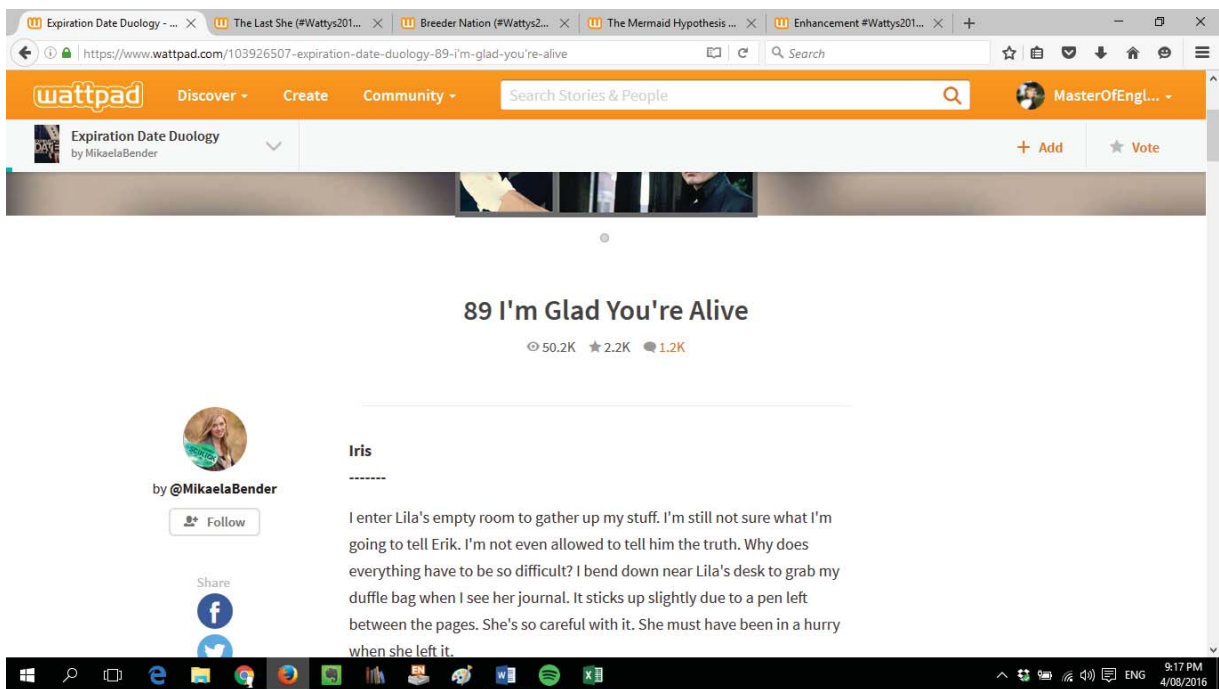 Expiration Date Duology - ...
The Last She (#Wattys201...
Breeder Nation (#Wattys2...
The Mermaid Hypothesis ...
Enhancement #Wattys201...
https://www.wattpad.com/103926507-expiration-date-duology-89-i'm-glad-you're-alive
Search
wattpad
Discover
Create
Community
Search Stories & People
MasterOfEngl...
Expiration Date Duology
by MikaelaBender
+ Add
Vote
89 I'm Glad You're Alive
50.2K 2.2K 1.2K
Iris
-------
by @MikaelaBender
Follow
Share
I enter Lila's empty room to gather up my stuff. I'm still not sure what I'm
going to tell Erik. I'm not even allowed to tell him the truth. Why does
everything have to be so difficult? I bend down near Lila's desk to grab my
duffle bag when I see her journal. It sticks up slightly due to a pen left
between the pages. She's so careful with it. She must have been in a hurry
when she left it.
ENG
9:17 PM
4/08/2016